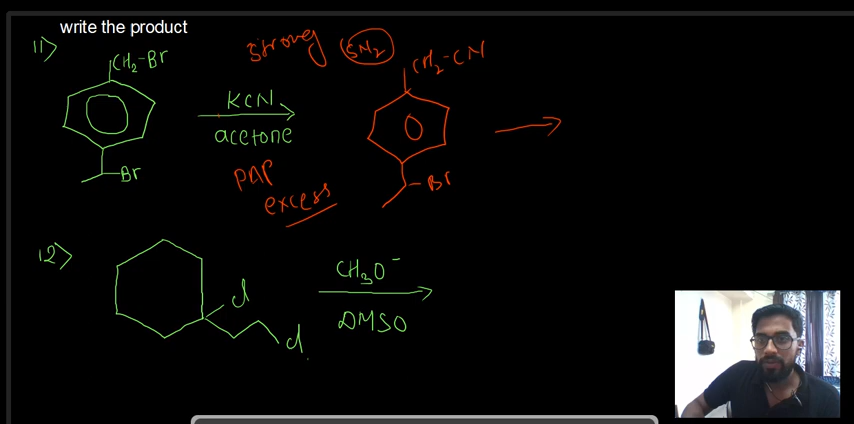 write the product
11>
CH2-Br
strong SN2
CH2-CN
KCN
acetone
PAP
excess
Br
Br
12>
Cl
Cl
CH3O-
DMSO